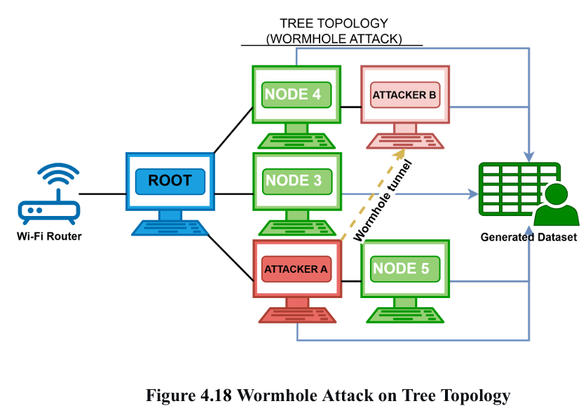 TREE TOPOLOGY
(WORMHOLE ATTACK)
NODE 4
ATTACKER B
ROOT
NODE 3
Wormhole tunnel
Wi-Fi Router
Generated Dataset
ATTACKER A
NODE 5
Figure 4.18 Wormhole Attack on Tree Topology